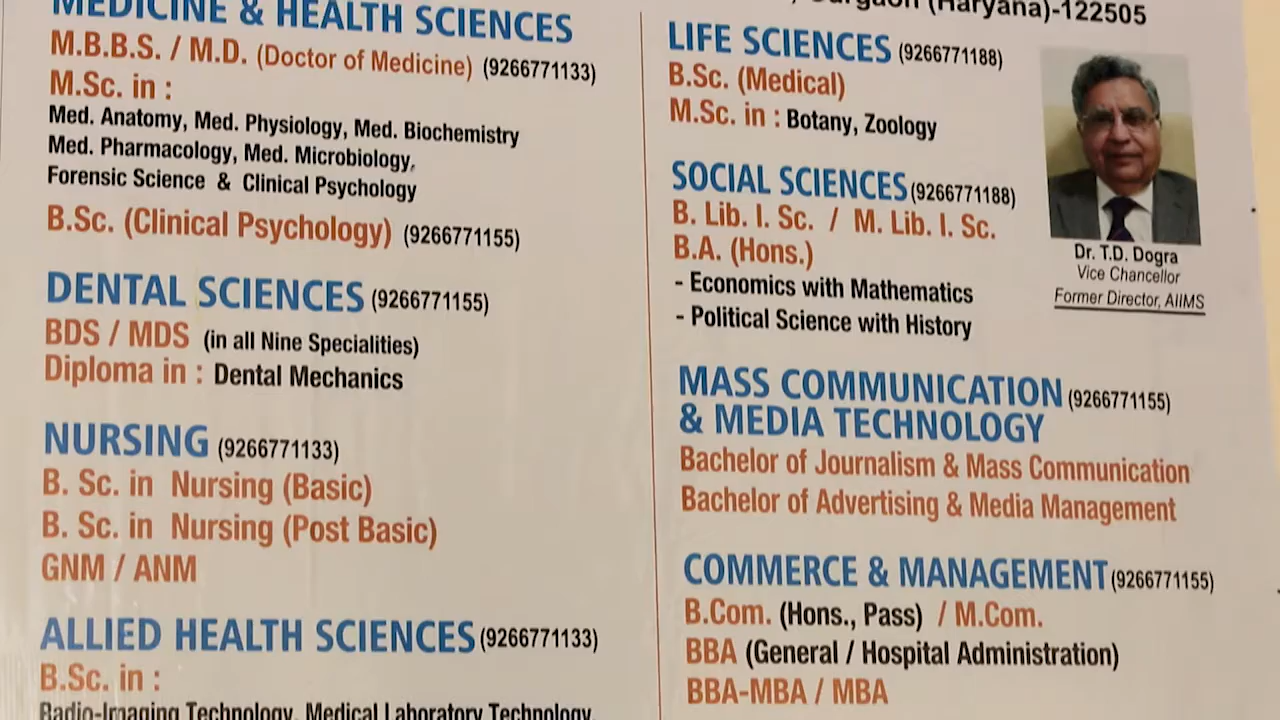 MEDICINE & HEALTH SCIENCES
M.B.B.S. / M.D. (Doctor of Medicine) (9266771133)
M.Sc. in :
Med. Anatomy, Med. Physiology, Med. Biochemistry
Med. Pharmacology, Med. Microbiology,
Forensic Science & Clinical Psychology
B.Sc. (Clinical Psychology) (9266771155)
DENTAL SCIENCES (9266771155)
BDS / MDS (in all Nine Specialities)
Diploma in : Dental Mechanics
NURSING (9266771133)
B. Sc. in Nursing (Basic)
B. Sc. in Nursing (Post Basic)
GNM / ANM
ALLIED HEALTH SCIENCES (9266771133)
B.Sc. in :
Radio-Imaging Technology, Medical Laboratory Technology,
Gurgaon (Haryana)-122505
LIFE SCIENCES (9266771188)
B.Sc. (Medical)
M.Sc. in : Botany, Zoology
SOCIAL SCIENCES (9266771188)
B. Lib. I. Sc. / M. Lib. I. Sc.
B.A. (Hons.)
- Economics with Mathematics
- Political Science with History
Dr. T.D. Dogra
Vice Chancellor
Former Director, AIIMS
MASS COMMUNICATION (9266771155)
& MEDIA TECHNOLOGY
Bachelor of Journalism & Mass Communication
Bachelor of Advertising & Media Management
COMMERCE & MANAGEMENT (9266771155)
B.Com. (Hons., Pass) / M.Com.
BBA (General / Hospital Administration)
BBA-MBA / MBA